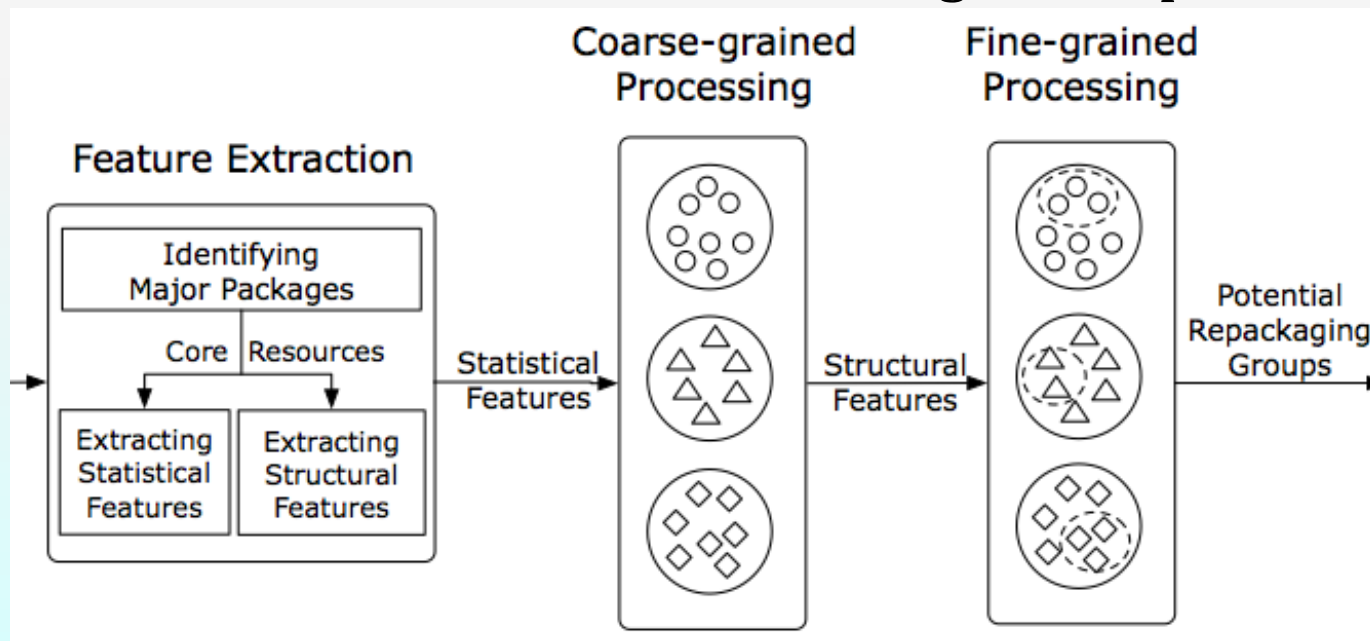 Feature Extraction
Identifying
Major Packages
Core Resources
Extracting
Statistical
Features
Extracting
Structural
Features
Statistical
Features
Coarse-grained
Processing
Structural
Features
Fine-grained
Processing
Potential
Repackaging
Groups